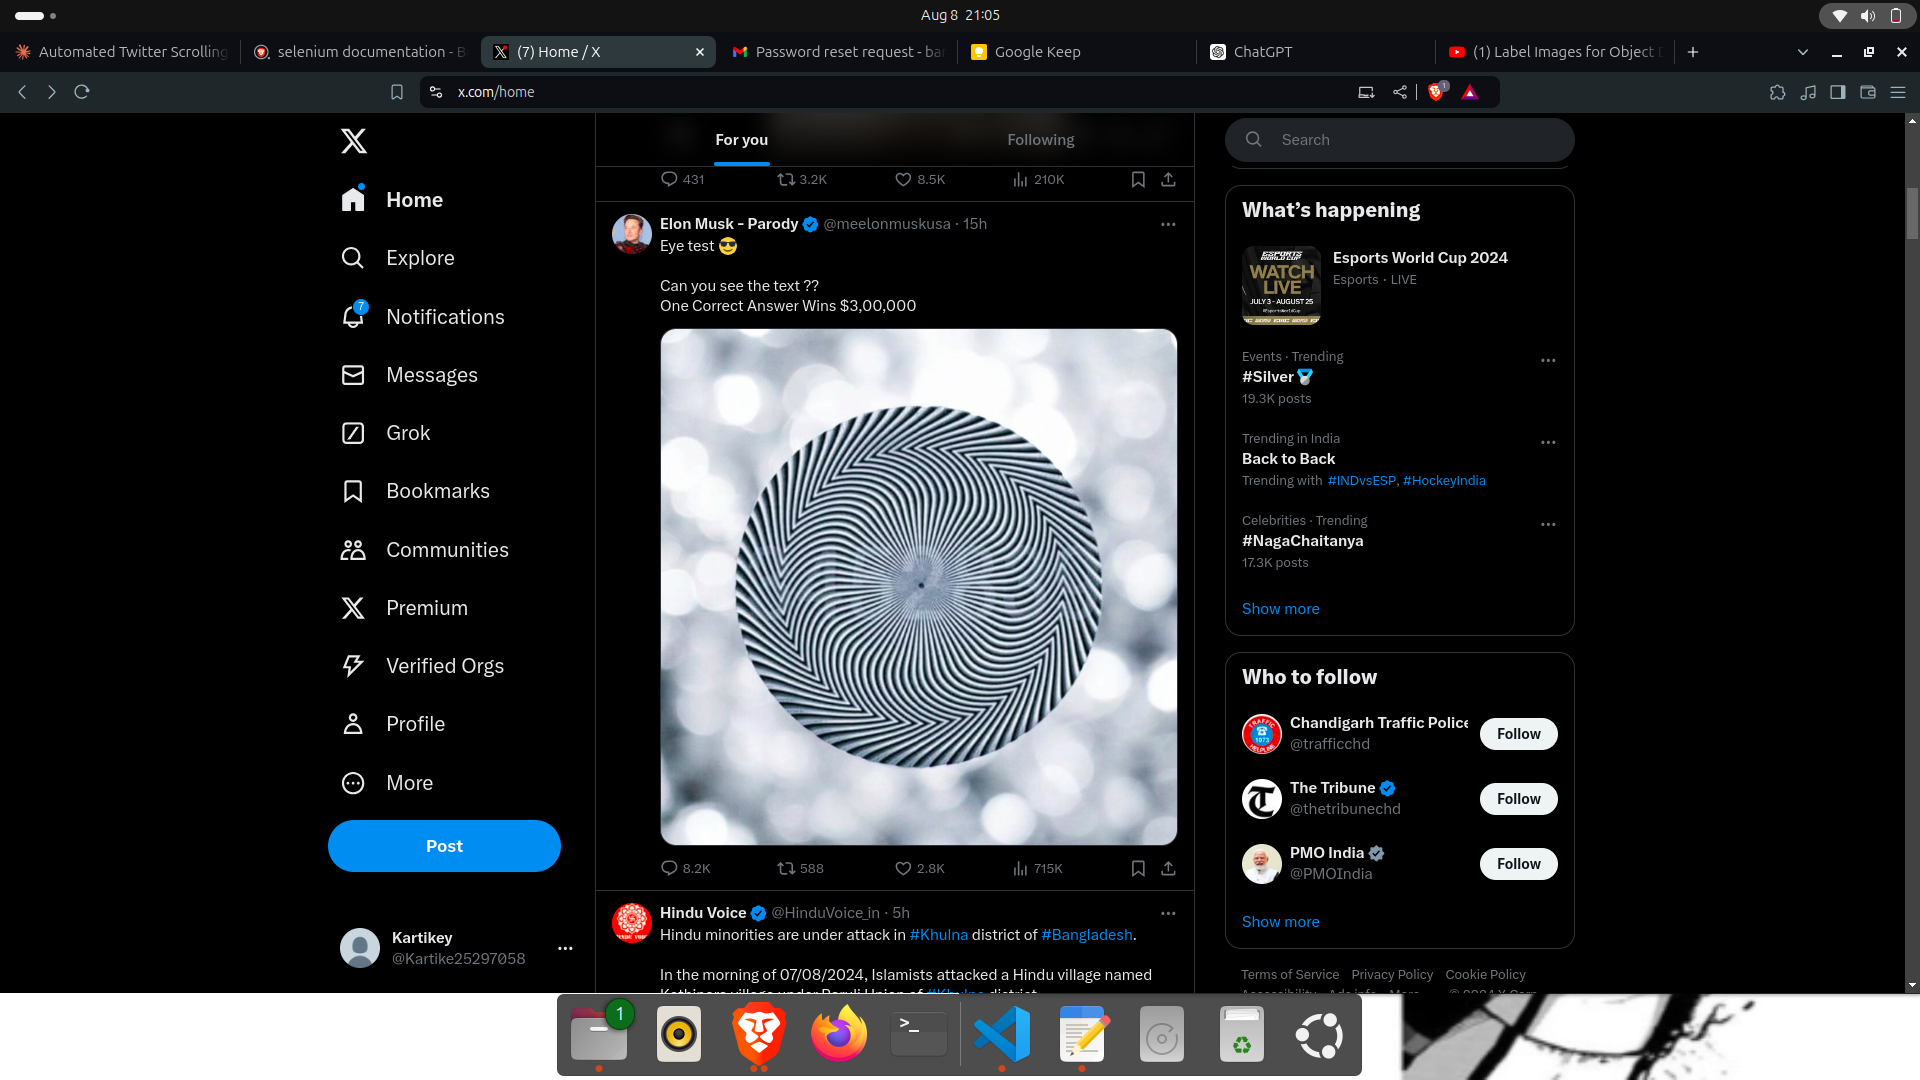 Aug 8 21:05
Automated Twitter Scrolling
selenium documentation - B
(7) Home / X
Password reset request - bar
Google Keep
ChatGPT
(1) Label Images for Object D
x.com/home
1
Home
Explore
7
Notifications
Messages
Grok
Bookmarks
Communities
Premium
Verified Orgs
Profile
More
Post
Kartikey
@Kartike25297058
For you
Following
431 3.2K 8.5K 210K
Elon Musk - Parody @meelonmuskusa · 15h
Eye test 😎
Can you see the text ??
One Correct Answer Wins $3,00,000
8.2K 588 2.8K 715K
Hindu Voice @HinduVoice_in · 5h
Hindu minorities are under attack in #Khulna district of #Bangladesh.
In the morning of 07/08/2024, Islamists attacked a Hindu village named
Search
What's happening
ESPORTS
WORLD CUP
WATCH
LIVE
JULY 3 - AUGUST 25
Esports World Cup 2024
Esports · LIVE
Events · Trending
#Silver🥈
19.3K posts
Trending in India
Back to Back
Trending with #INDvsESP, #HockeyIndia
Celebrities · Trending
#NagaChaitanya
17.3K posts
Show more
Who to follow
TRAFFIC
1073
HELPLINE
Chandigarh Traffic Police
@trafficchd
Follow
The Tribune
@thetribunechd
Follow
PMO India
@PMOIndia
Follow
Show more
Terms of Service Privacy Policy Cookie Policy
1
>_